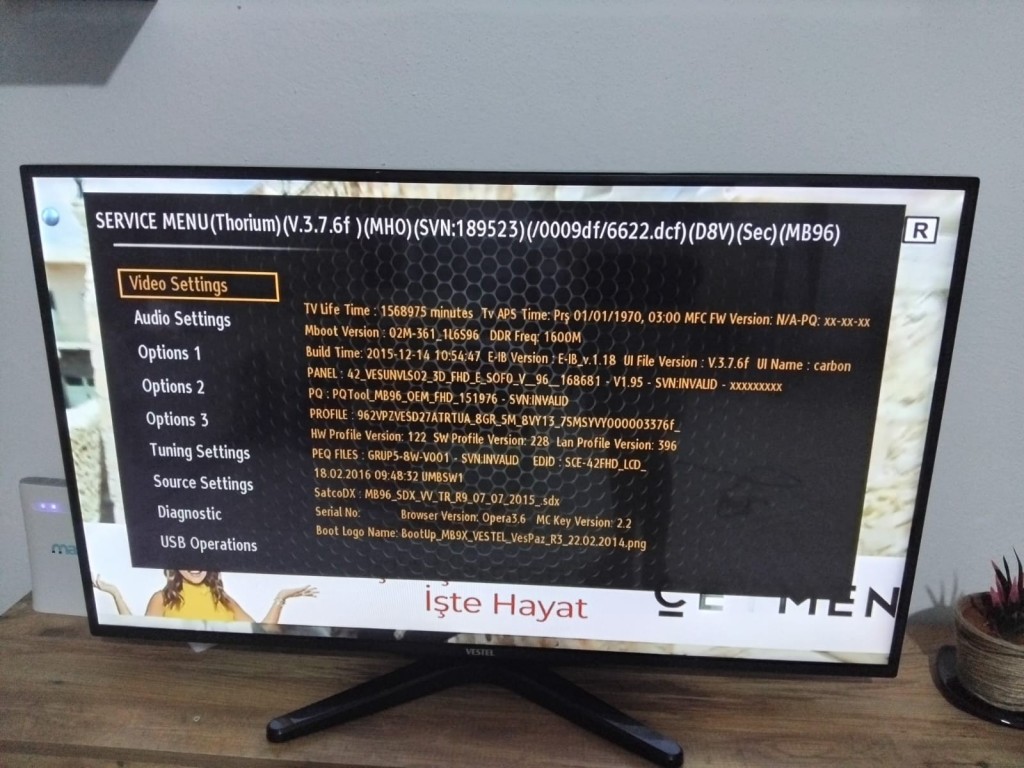 SERVICE MENU(Thorium)(V.3.7.6f )(MHO)(SVN:189523)(/0009df/6622.dcf)(D8V)(Sec)(MB96)
R
Video Settings
Audio Settings
Options 1
Options 2
Options 3
Tuning Settings
Source Settings
Diagnostic
USB Operations
TV Life Time : 1568975 minutes Tv APS Time: Prş 01/01/1970, 03:00 MFC FW Version: N/A-PQ: xx-xx-xx
Mboot Version : 02M-361_1L6S96 DDR Freq: 1600M
Build Time: 2015-12-14 10:54:47 E-IB Version : E-IB_v.1.18 UI File Version : V.3.7.6f UI Name : carbon
PANEL : 42_VESUNVLS02_3D_FHD_E_SOFO_V__96__168681 - V1.95 - SVN:INVALID - xxxxxxxxx
PQ : PQTool_MB96_OEM_FHD_151976 - SVN:INVALID
PROFILE : 962VPZVESD27ATRTUA_8GR_5M_8VY13_7SMSYVY000003376f_
HW Profile Version: 122 SW Profile Version: 228 Lan Profile Version: 396
PEQ FILES : GRUP5-8W-V001 - SVN:INVALID EDID : SCE-42FHD_LCD_
18.02.2016 09:48:32 UMBSW1
SatcoDX : MB96_SDX_VV_TR_R9_07_07_2015_.sdx
Serial No: Browser Version: Opera3.6 MC Key Version: 2.2
Boot Logo Name: BootUp_MB9X_VESTEL_VesPaz_R3_22.02.2014.png
İşte Hayat
MEN
VESTEL